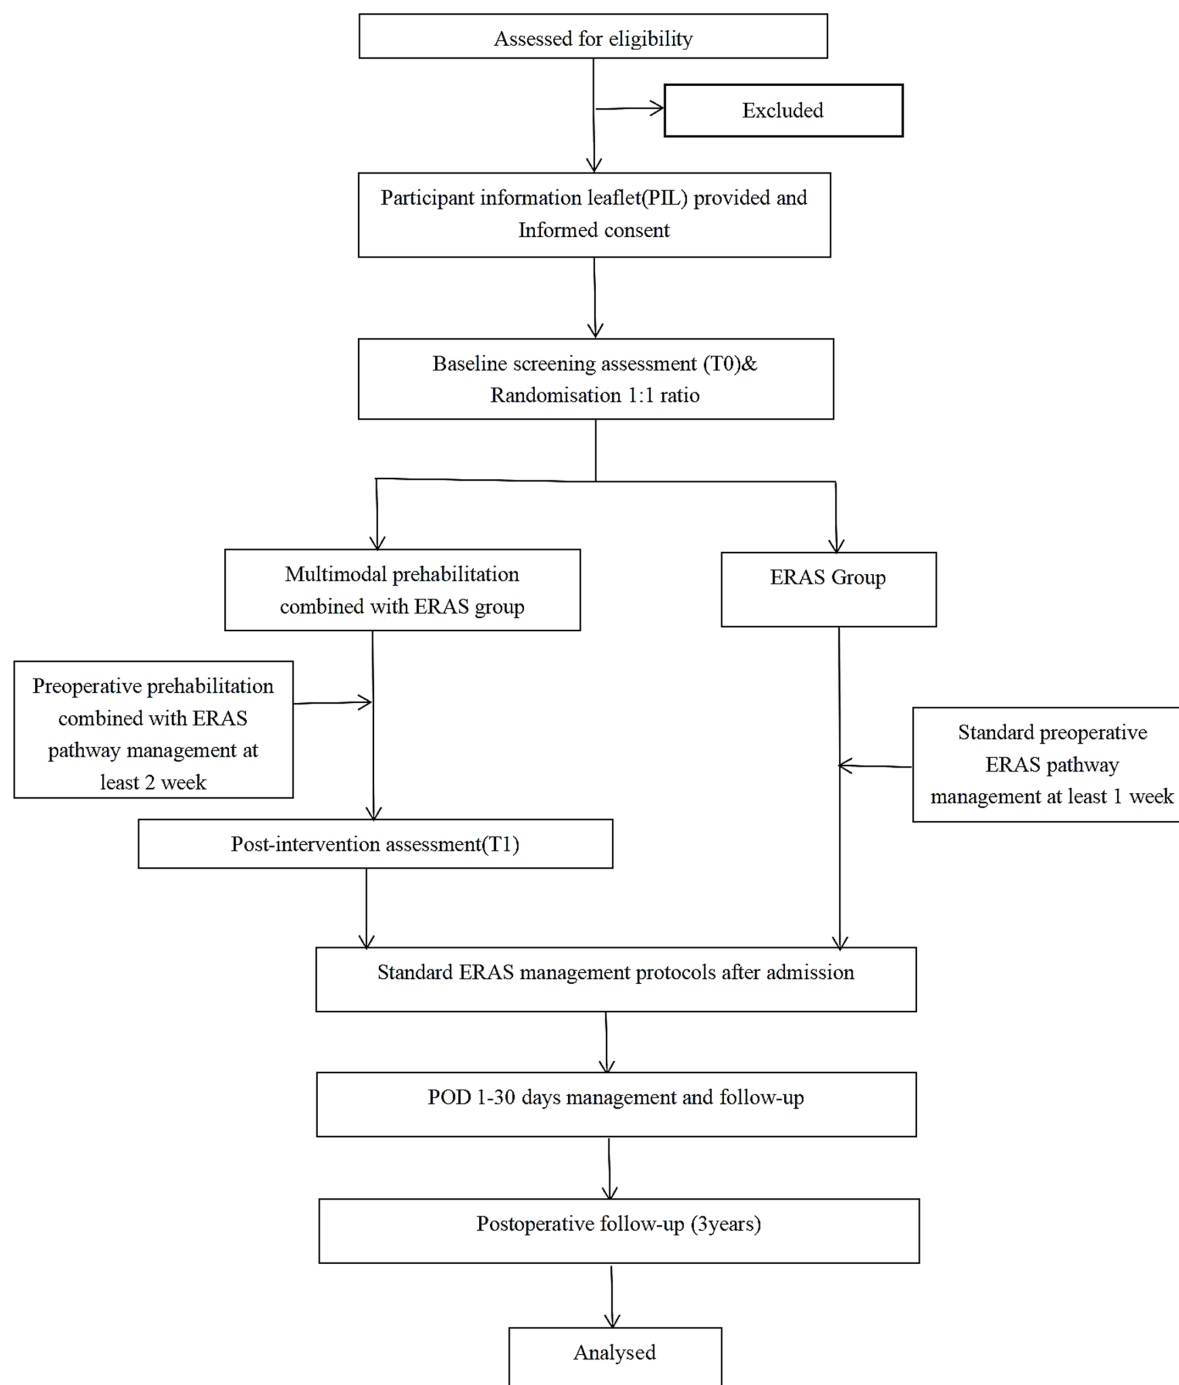 Assessed for eligibility
Excluded
Participant information leaflet(PIL) provided and
Informed consent
Baseline screening assessment (T0)&
Randomisation 1:1 ratio
Multimodal prehabilitation
combined with ERAS group
ERAS Group
Preoperative prehabilitation
combined with ERAS
pathway management at
least 2 week
Standard preoperative
ERAS pathway
management at least 1 week
Post-intervention assessment(T1)
Standard ERAS management protocols after admission
POD 1-30 days management and follow-up
Postoperative follow-up (3years)
Analysed